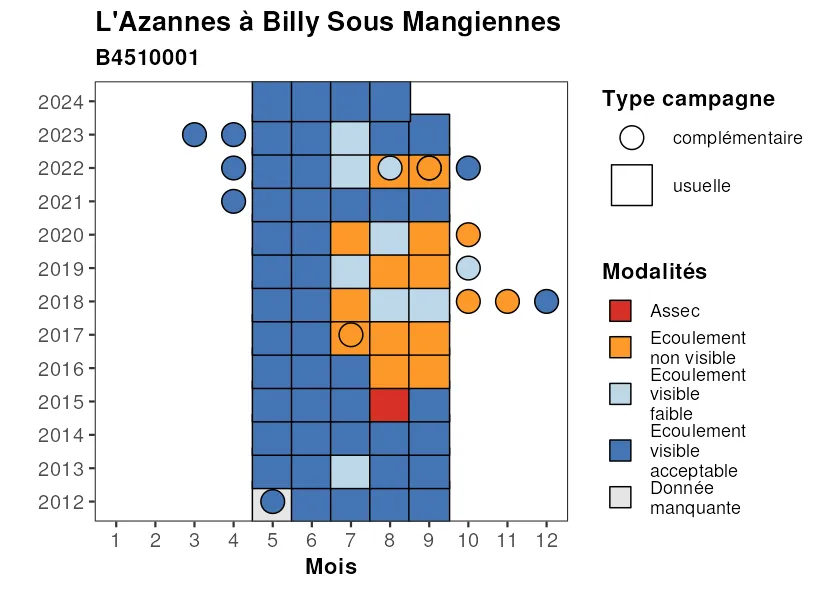 L'Azannes à Billy Sous Mangiennes
B4510001
2024
2023
2022
2021
2020
2019
2018
2017
2016
2015
2014
2013
2012
1 2 3 4 5 6 7 8 9 10 11 12
Mois
Type campagne
complémentaire
usuelle
Modalités
Assec
Ecoulement
non visible
Ecoulement
visible
faible
Ecoulement
visible
acceptable
Donnée
manquante